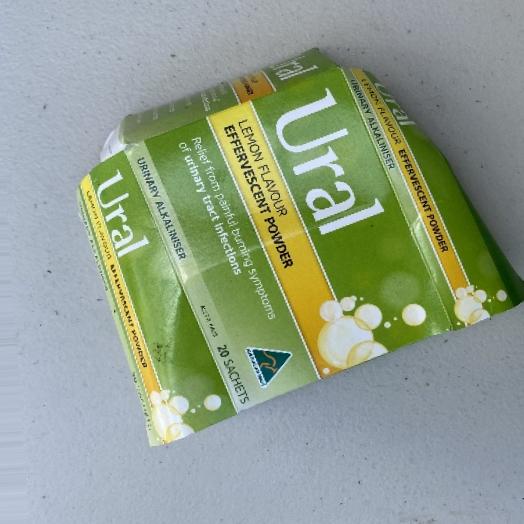 Ural
LEMON FLAVOUR
EFFERVESCENT POWDER
Relief from painful burning symptoms
of urinary tract infections
URINARY ALKALINISER
20 SACHETS
Ural
EFFERVESCENT POWDER
Ural
LEMON FLAVOUR EFFERVESCENT POWDER
URINARY ALKALINISER
Ural